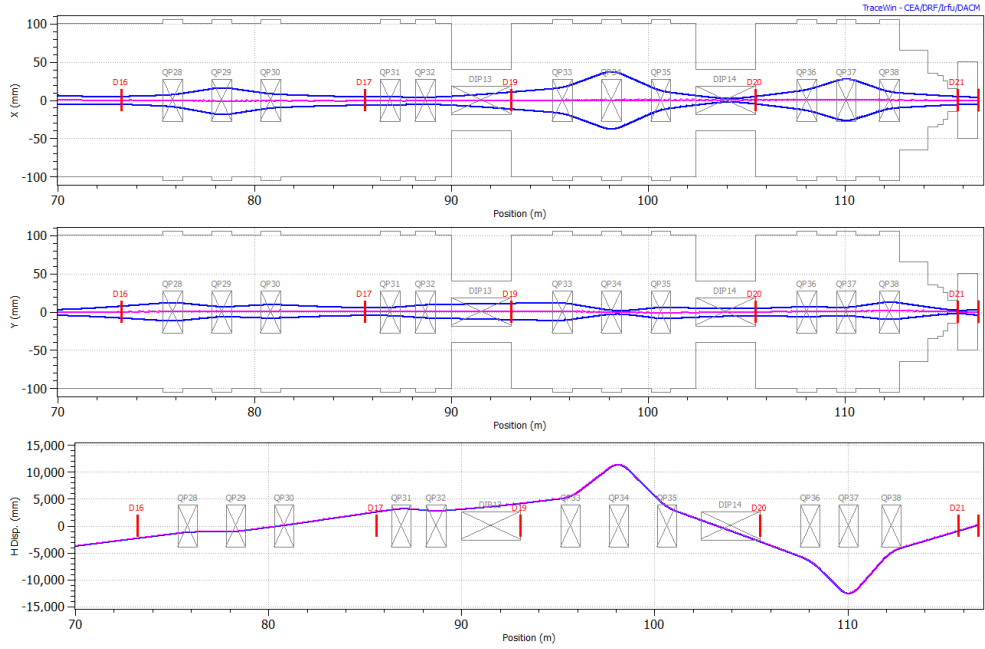 TraceWin - CEA/DRF/Irfu/DACM
100
50
0
-50
-100
X (mm)
D16 QP28 QP29 QP30 D17 QP31 QP32 DIP13 D19 QP33 QP34 QP35 DIP14 D20 QP36 QP37 QP38 D21
70 80 90 100 110
Position (m)
100
50
0
-50
-100
Y (mm)
D16 QP28 QP29 QP30 D17 QP31 QP32 DIP13 D19 QP33 QP34 QP35 DIP14 D20 QP36 QP37 QP38 D21
70 80 90 100 110
Position (m)
15,000
10,000
5,000
0
-5,000
-10,000
-15,000
H Disp. (mm)
D16 QP28 QP29 QP30 D17 QP31 QP32 DIP13 D19 QP33 QP34 QP35 DIP14 D20 QP36 QP37 QP38 D21
70 80 90 100 110
Position (m)